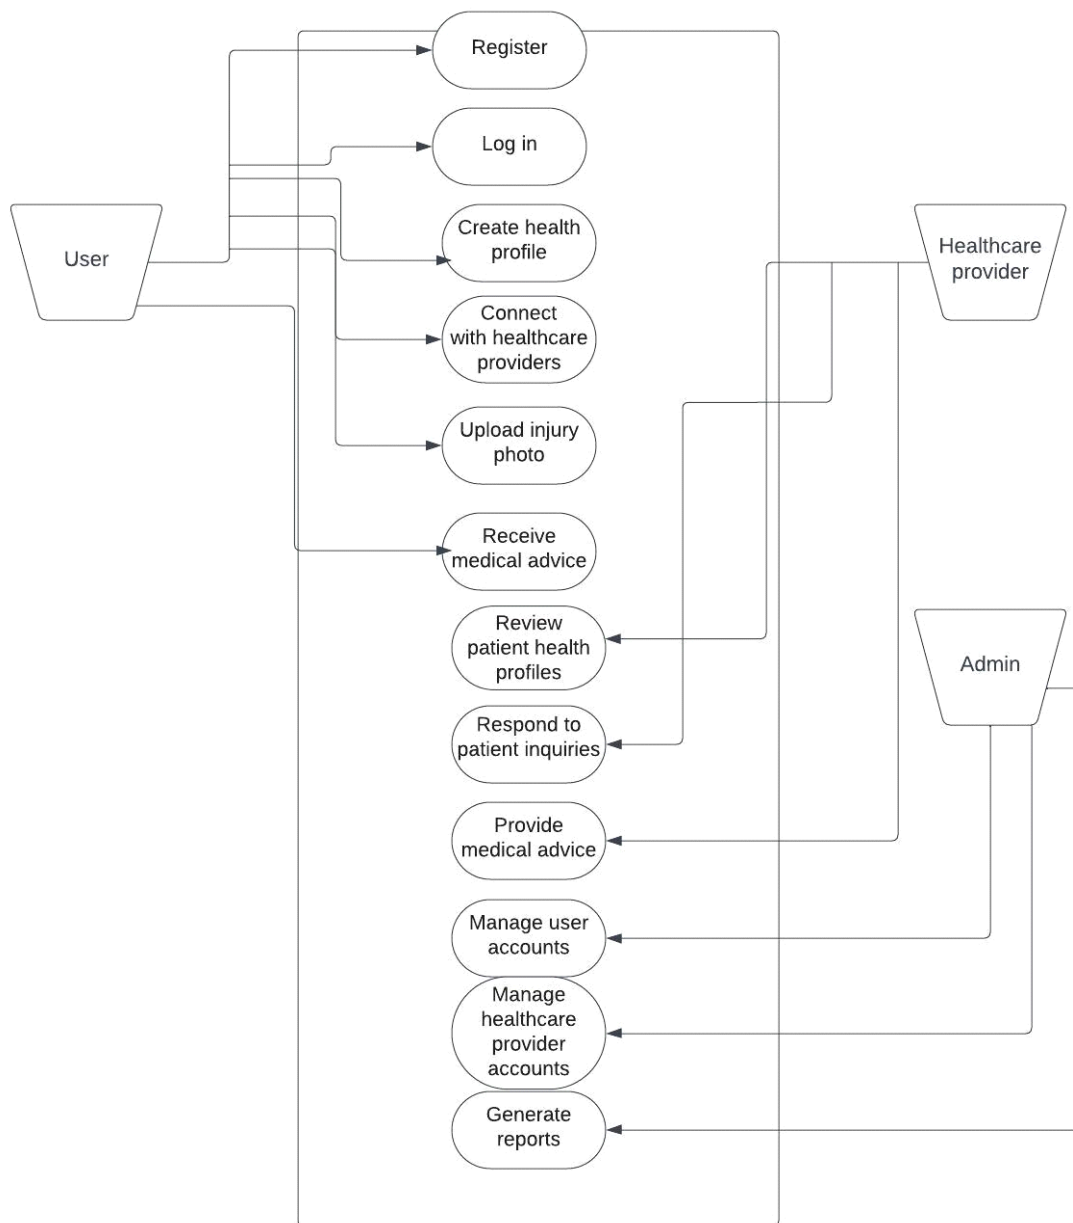 Register
Log in
User
Create health
profile
Healthcare
provider
Connect
with healthcare
providers
Upload injury
photo
Receive
medical advice
Review
patient health
profiles
Admin
Respond to
patient inquiries
Provide
medical advice
Manage user
accounts
Manage
healthcare
provider
accounts
Generate
reports